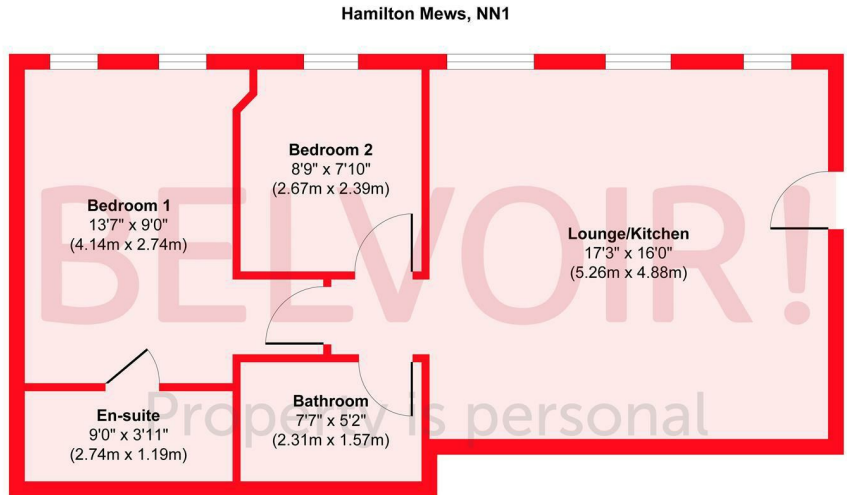 Hamilton Mews, NN1
Bedroom 1
13'7" x 9'0"
(4.14m x 2.74m)
Bedroom 2
8'9" x 7'10"
(2.67m x 2.39m)
Lounge/Kitchen
17'3" x 16'0"
(5.26m x 4.88m)
En-suite
9'0" x 3'11"
(2.74m x 1.19m)
Bathroom
7'7" x 5'2"
(2.31m x 1.57m)
BELVOIR!
Property is personal